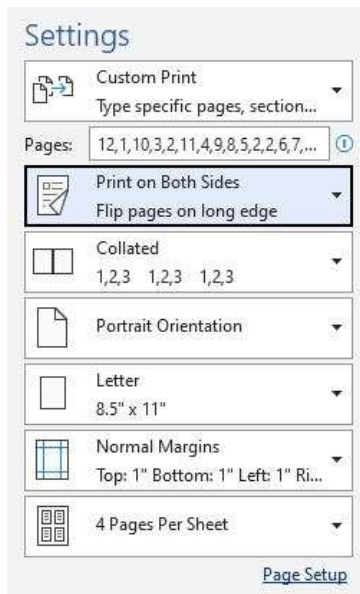 Settings
Custom Print
Type specific pages, section...
Pages: 12,1,10,3,2,11,4,9,8,5,2,2,6,7,...
Print on Both Sides
Flip pages on long edge
Collated
1,2,3 1,2,3 1,2,3
Portrait Orientation
Letter
8.5" x 11"
Normal Margins
Top: 1" Bottom: 1" Left: 1" Ri...
4 Pages Per Sheet
Page Setup